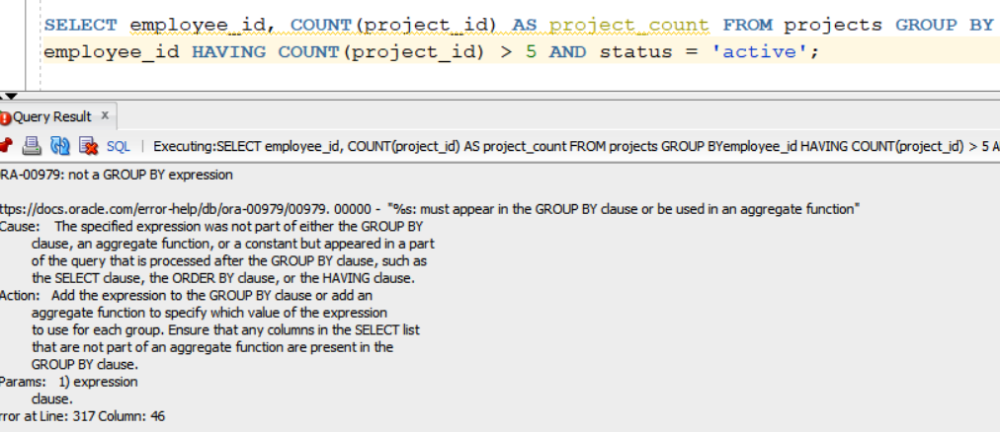 SELECT employee_id, COUNT(project_id) AS project_count FROM projects GROUP BY
employee_id HAVING COUNT(project_id) > 5 AND status = 'active';
Query Result x
SQL | Executing:SELECT employee_id, COUNT(project_id) AS project_count FROM projects GROUP BYemployee_id HAVING COUNT(project_id) > 5 A
RA-00979: not a GROUP BY expression
ttps://docs.oracle.com/error-help/db/ora-00979/00979. 00000 - "%s: must appear in the GROUP BY clause or be used in an aggregate function"
Cause: The specified expression was not part of either the GROUP BY
clause, an aggregate function, or a constant but appeared in a part
of the query that is processed after the GROUP BY clause, such as
the SELECT clause, the ORDER BY clause, or the HAVING clause.
Action: Add the expression to the GROUP BY clause or add an
aggregate function to specify which value of the expression
to use for each group. Ensure that any columns in the SELECT list
that are not part of an aggregate function are present in the
GROUP BY clause.
Params: 1) expression
clause.
rror at Line: 317 Column: 46